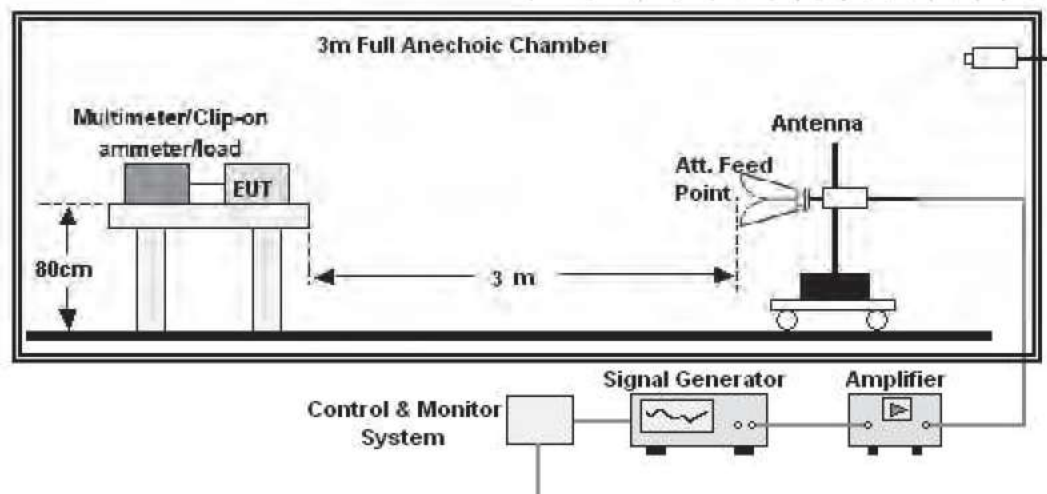 3m Full Anechoic Chamber
Multimeter/Clip-on
ammeter/load
EUT
80cm
3 m
Antenna
Att. Feed
Point
Signal Generator
Amplifier
Control & Monitor
System